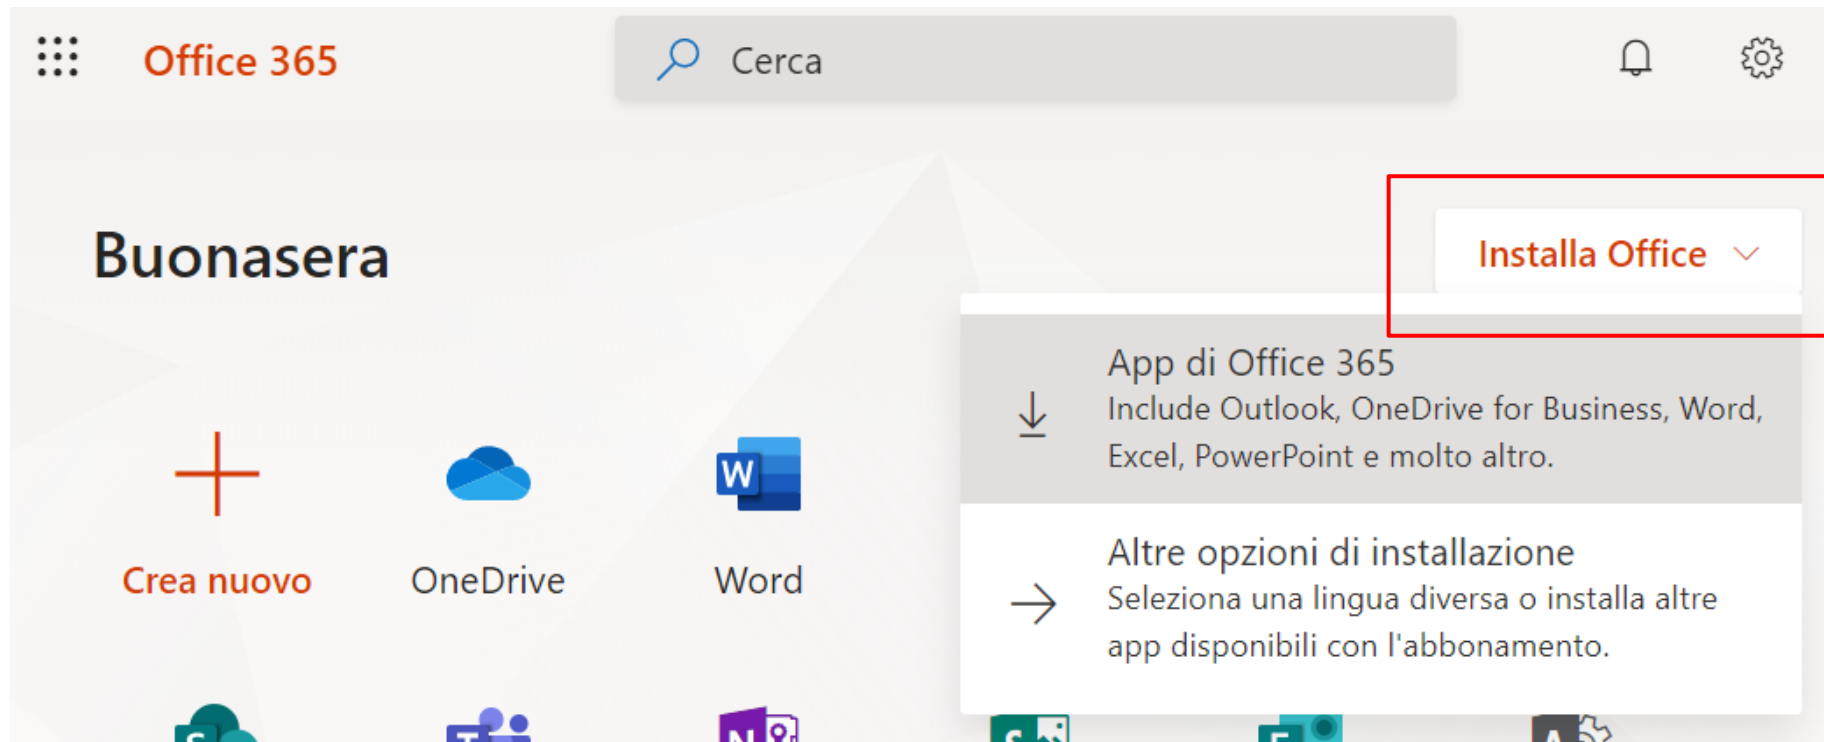 Office 365
Cerca
Buonasera
Installa Office
App di Office 365
Include Outlook, OneDrive for Business, Word,
Excel, PowerPoint e molto altro.
Altre opzioni di installazione
Seleziona una lingua diversa o installa altre
app disponibili con l'abbonamento.
W
Crea nuovo
OneDrive
Word